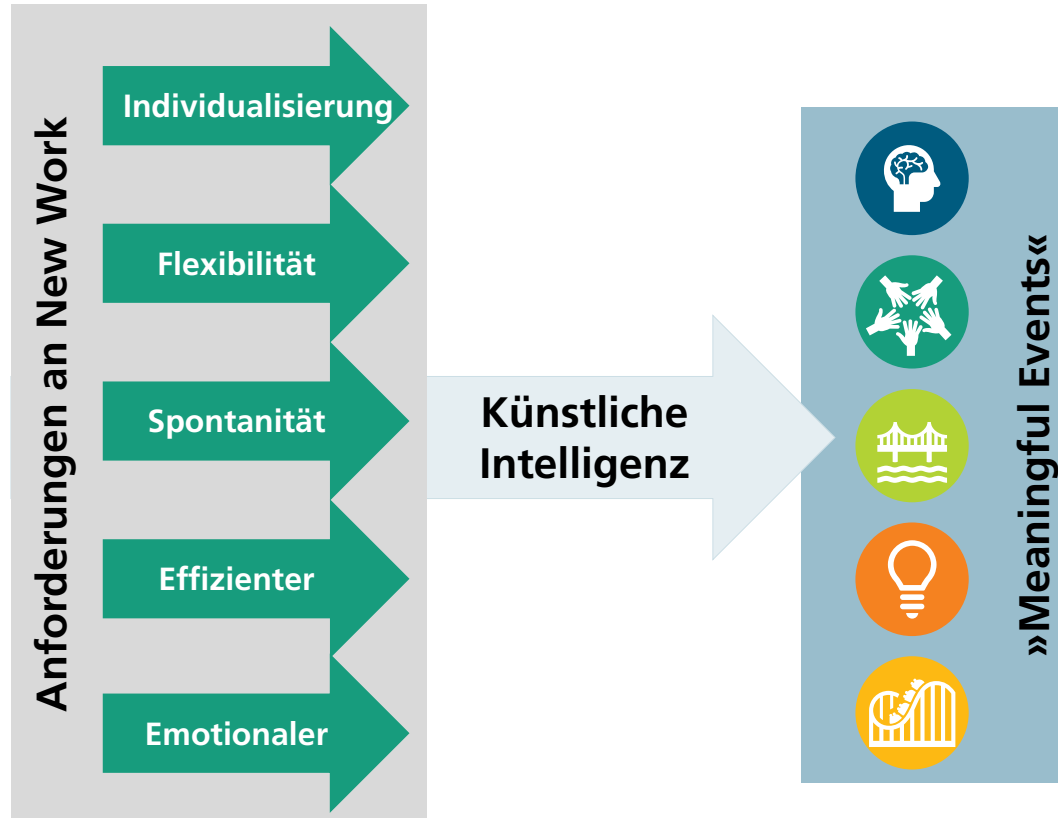 Anforderungen an New Work
Individualisierung
Flexibilität
Spontanität
Effizienter
Emotionaler
Künstliche
Intelligenz
»Meaningful Events«